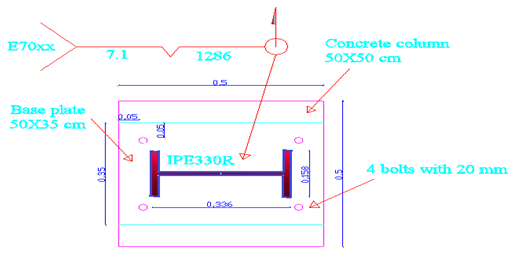 E70xx
7.1
1286
Concrete column
50X50 cm
0.5
Base plate
50X35 cm
0.05
0.05
IPE330R
0.35
0.158
0.5
4 bolts with 20 mm
0.336